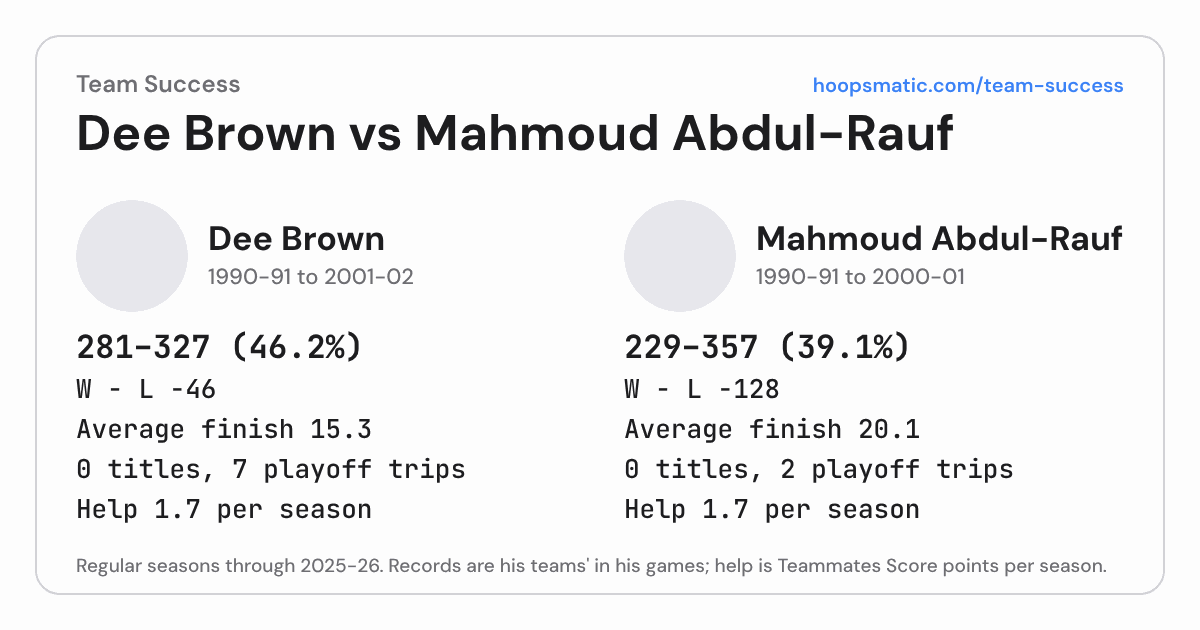 Team Success
hoopsmatic.com/team-success
Dee Brown vs Mahmoud Abdul-Rauf
Dee Brown
1990-91 to 2001-02
281-327 (46.2%)
W - L -46
Average finish 15.3
0 titles, 7 playoff trips
Help 1.7 per season
Mahmoud Abdul-Rauf
1990-91 to 2000-01
229-357 (39.1%)
W - L -128
Average finish 20.1
0 titles, 2 playoff trips
Help 1.7 per season
Regular seasons through 2025-26. Records are his teams' in his games; help is Teammates Score points per season.